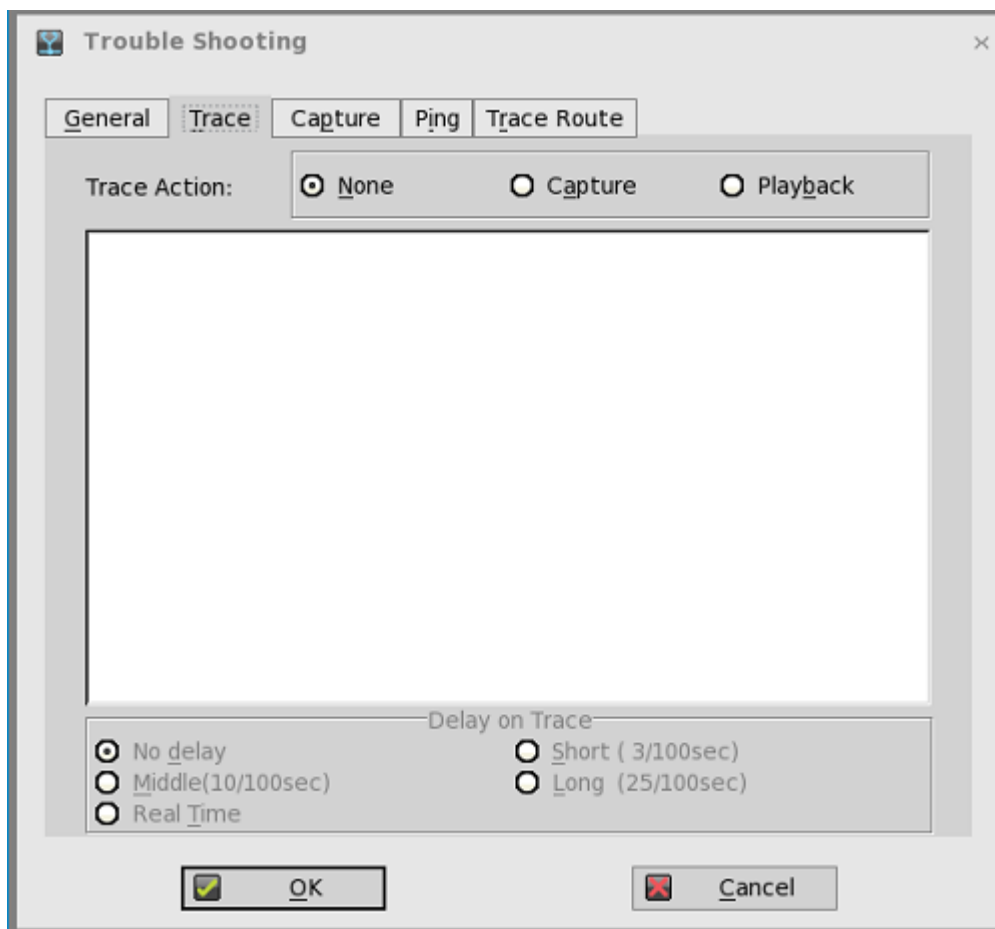 Trouble Shooting
General Trace Capture Ping Trace Route
Trace Action: None Capture Playback
Delay on Trace
No delay Short ( 3/100sec)
Middle(10/100sec) Long (25/100sec)
Real Time
OK Cancel